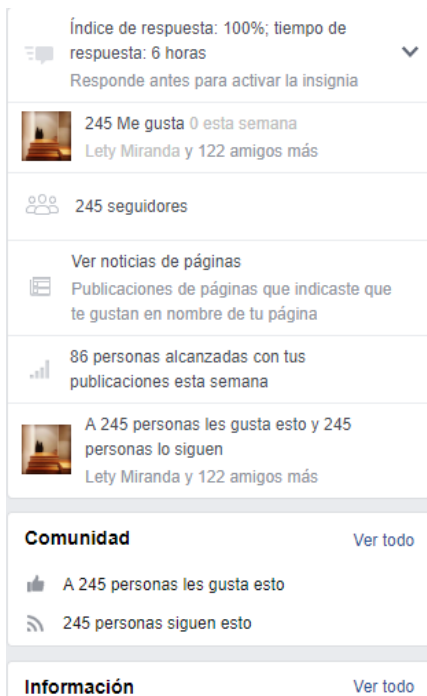 Índice de respuesta: 100%; tiempo de
respuesta: 6 horas
Responde antes para activar la insignia
245 Me gusta 0 esta semana
Lety Miranda y 122 amigos más
245 seguidores
Ver noticias de páginas
Publicaciones de páginas que indicaste que
te gustan en nombre de tu página
86 personas alcanzadas con tus
publicaciones esta semana
A 245 personas les gusta esto y 245
personas lo siguen
Lety Miranda y 122 amigos más
Comunidad Ver todo
A 245 personas les gusta esto
245 personas siguen esto
Información Ver todo